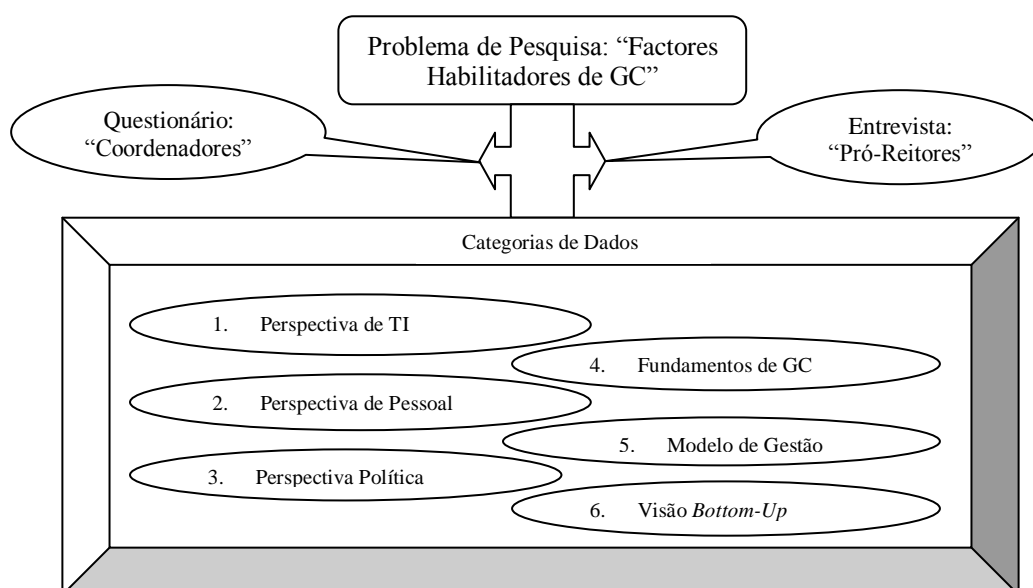 Problema de Pesquisa: “Factores
Habilitadores de GC”
Questionário:
“Coordenadores”
Entrevista:
“Pró-Reitores”
Categorias de Dados
1. Perspectiva de TI
4. Fundamentos de GC
2. Perspectiva de Pessoal
5. Modelo de Gestão
3. Perspectiva Política
6. Visão Bottom-Up